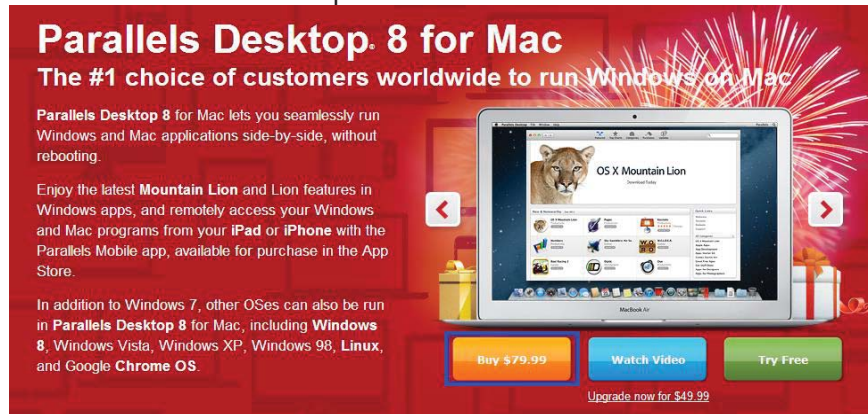 Parallels Desktop® 8 for Mac
The #1 choice of customers worldwide to run Windows on Mac
Parallels Desktop 8 for Mac lets you seamlessly run
Windows and Mac applications side-by-side, without
rebooting.
Enjoy the latest Mountain Lion and Lion features in
Windows apps, and remotely access your Windows
and Mac programs from your iPad or iPhone with the
Parallels Mobile app, available for purchase in the App
Store.
In addition to Windows 7, other OSes can also be run
in Parallels Desktop 8 for Mac, including Windows
8, Windows Vista, Windows XP, Windows 98, Linux,
and Google Chrome OS.
OS X Mountain Lion
Download Today
MacBook Air
Buy $79.99
Watch Video
Try Free
Upgrade now for $49.99